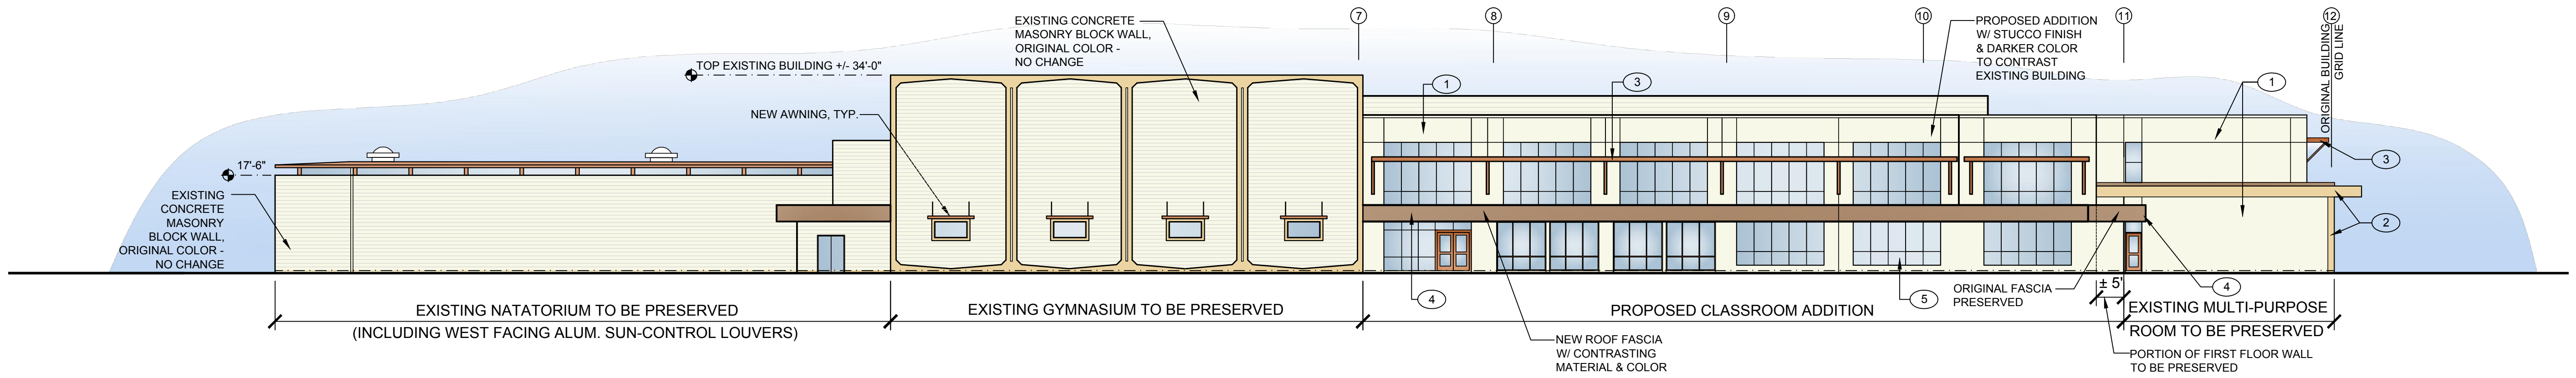 7
8
9
10
11
12
EXISTING CONCRETE
MASONRY BLOCK WALL,
ORIGINAL COLOR -
NO CHANGE
PROPOSED ADDITION
W/ STUCCO FINISH
& DARKER COLOR
TO CONTRAST
EXISTING BUILDING
ORIGINAL BUILDING
GRID LINE
TOP EXISTING BUILDING +/- 34'-0"
1
3
1
NEW AWNING, TYP.
17'-6"
3
EXISTING
CONCRETE
MASONRY
BLOCK WALL,
ORIGINAL COLOR -
NO CHANGE
2
4
5
ORIGINAL FASCIA
PRESERVED
± 5'
4
EXISTING NATATORIUM TO BE PRESERVED
(INCLUDING WEST FACING ALUM. SUN-CONTROL LOUVERS)
EXISTING GYMNASIUM TO BE PRESERVED
PROPOSED CLASSROOM ADDITION
EXISTING MULTI-PURPOSE
ROOM TO BE PRESERVED
NEW ROOF FASCIA
W/ CONTRASTING
MATERIAL & COLOR
PORTION OF FIRST FLOOR WALL
TO BE PRESERVED